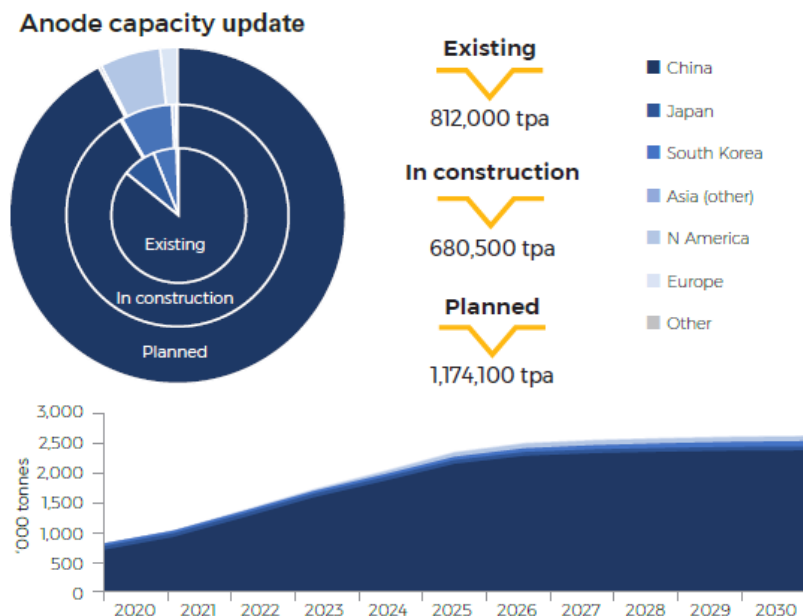 Anode capacity update
Existing
In construction
Planned
Existing
812,000 tpa
In construction
680,500 tpa
Planned
1,174,100 tpa
China
Japan
South Korea
Asia (other)
N America
Europe
Other
'000 tonnes
3,000
2,500
2,000
1,500
1,000
500
0
2020 2021 2022 2023 2024 2025 2026 2027 2028 2029 2030